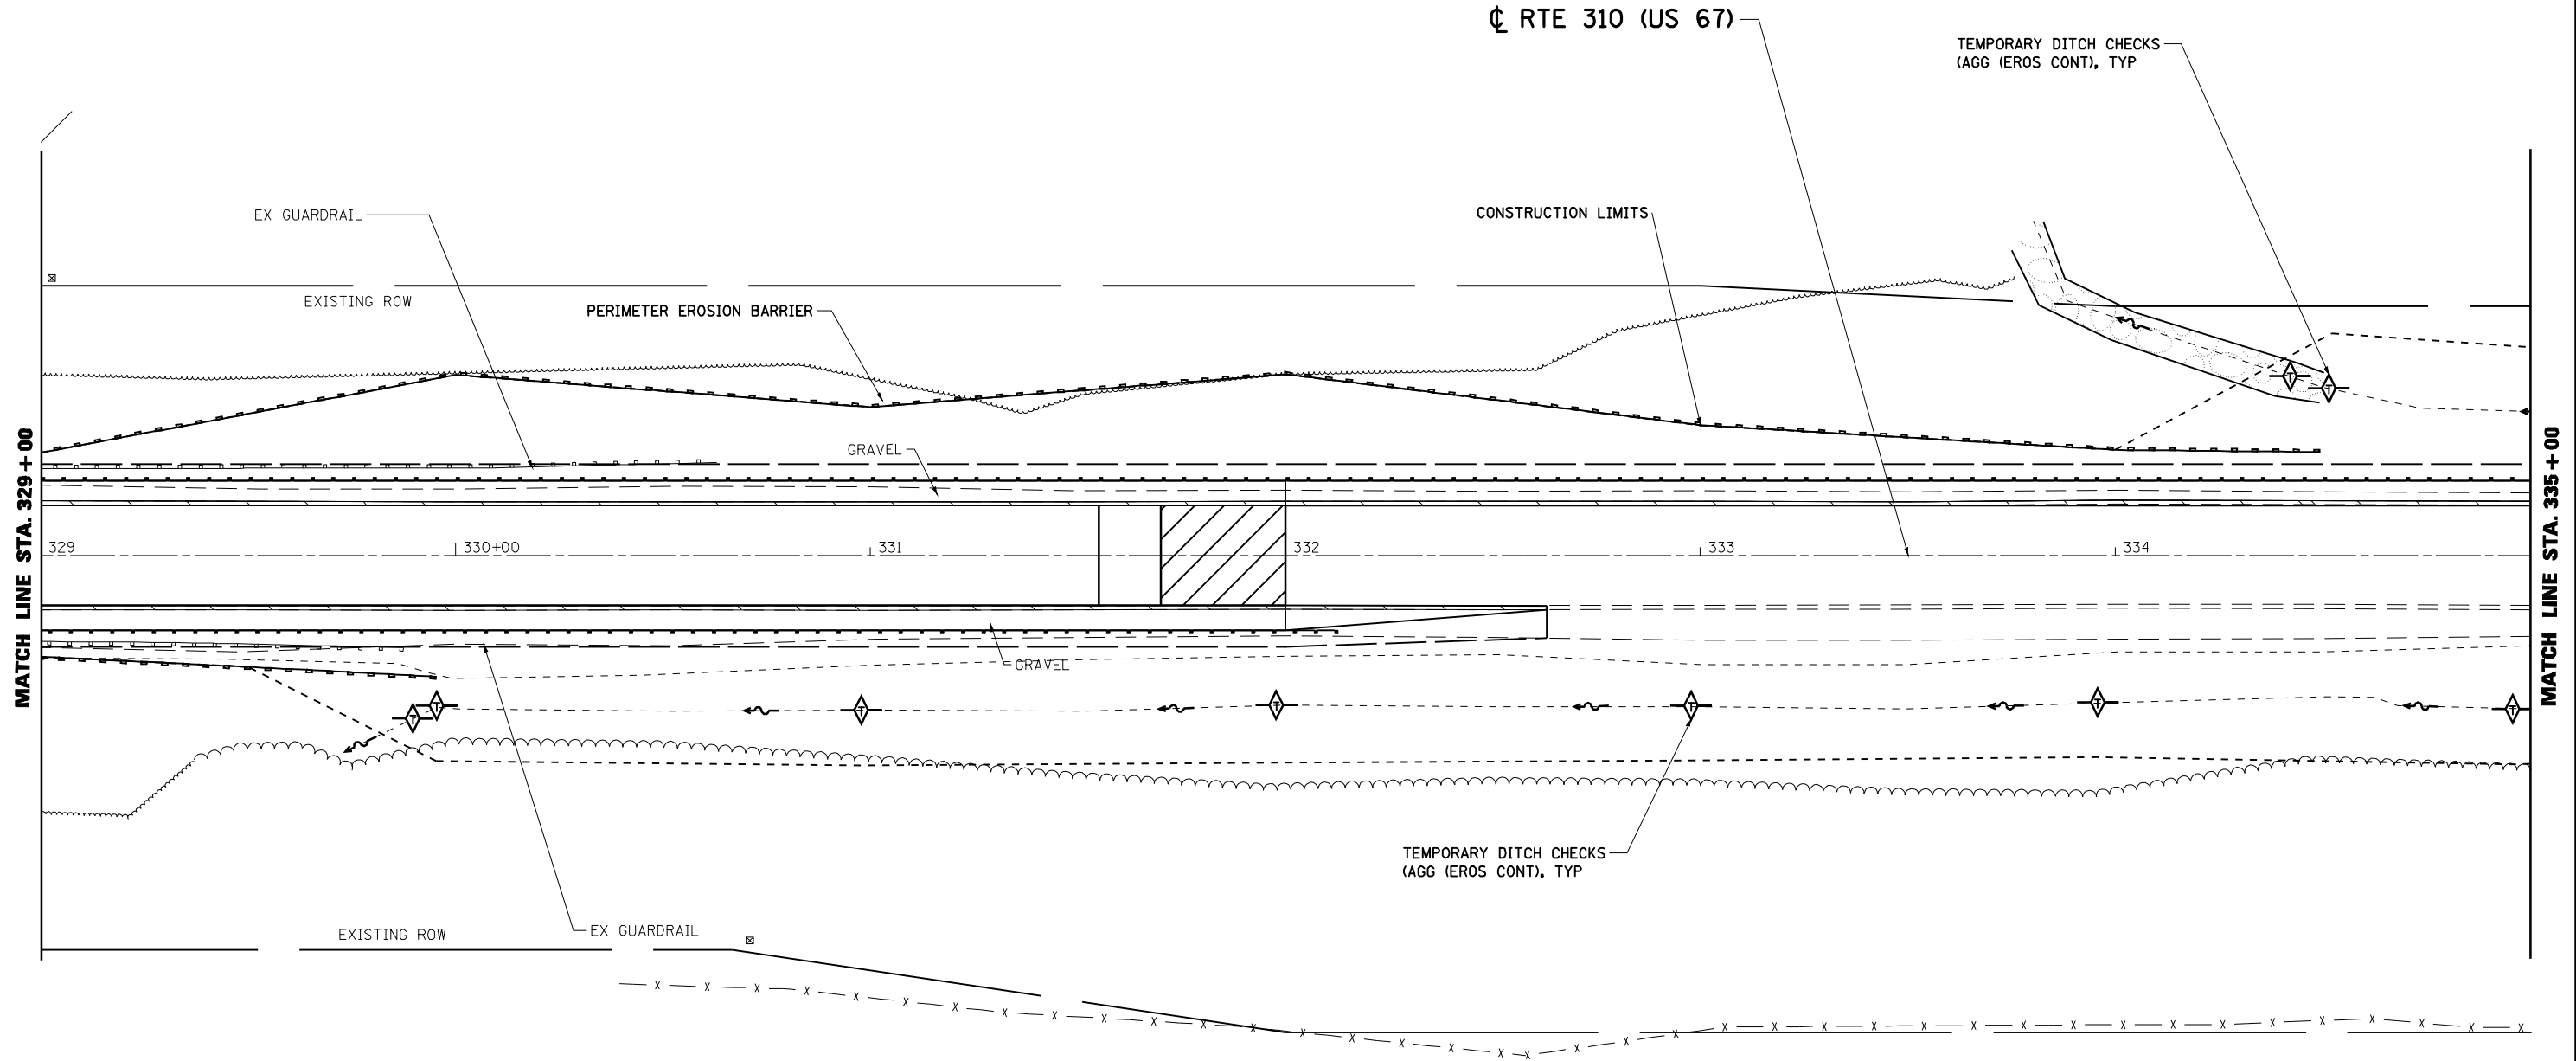 ℄ RTE 310 (US 67)
TEMPORARY DITCH CHECKS
(AGG (EROS CONT), TYP
EX GUARDRAIL
CONSTRUCTION LIMITS
EXISTING ROW
PERIMETER EROSION BARRIER
GRAVEL
MATCH LINE STA. 329+00
MATCH LINE STA. 335+00
329
330+00
331
332
333
334
GRAVEL
TEMPORARY DITCH CHECKS
(AGG (EROS CONT), TYP
EX GUARDRAIL
EXISTING ROW
T
T
T
T
T
T
T
T
T